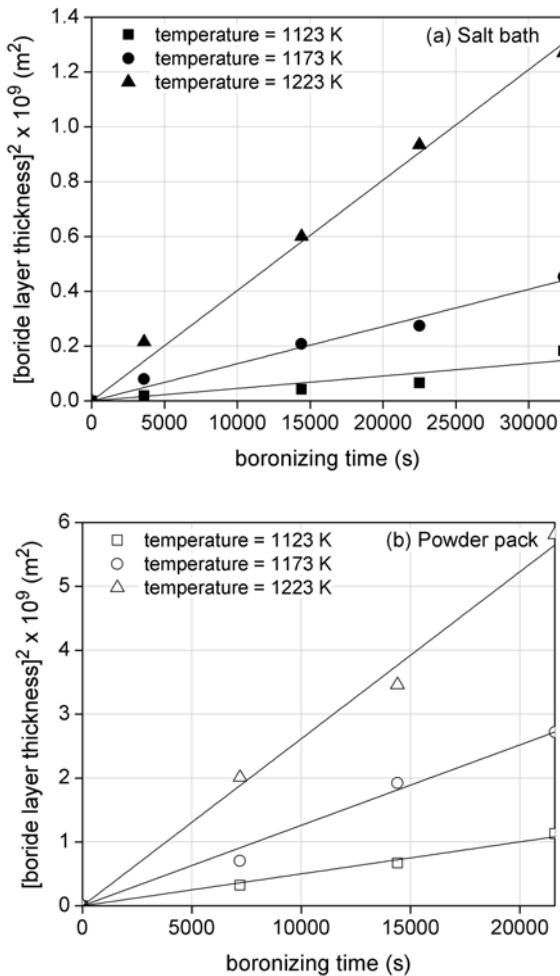 (a) Salt bath
■ temperature = 1123 K
● temperature = 1173 K
▲ temperature = 1223 K
[boride layer thickness]² x 10⁹ (m²)
1.4
1.2
1.0
0.8
0.6
0.4
0.2
0.0
0 5000 10000 15000 20000 25000 30000
boronizing time (s)
(b) Powder pack
□ temperature = 1123 K
○ temperature = 1173 K
△ temperature = 1223 K
[boride layer thickness]² x 10⁹ (m²)
6
5
4
3
2
1
0
0 5000 10000 15000 20000
boronizing time (s)